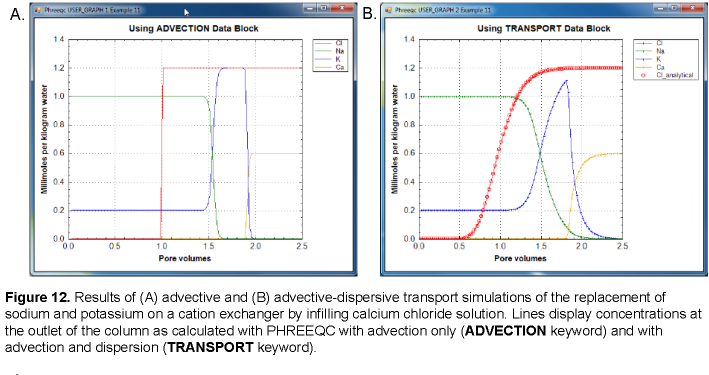 A.
Phreeqc USER_GRAPH 1 Example 11
Using ADVECTION Data Block
Millimoles per kilogram water
1.4
1.2
1.0
0.8
0.6
0.4
0.2
0.0
0.0 0.5 1.0 1.5 2.0 2.5
Pore volumes
Cl
Na
K
Ca
B.
Phreeqc USER_GRAPH 2 Example 11
Using TRANSPORT Data Block
Millimoles per kilogram water
1.4
1.2
1.0
0.8
0.6
0.4
0.2
0.0
0.0 0.5 1.0 1.5 2.0 2.5
Pore volumes
Cl
Na
K
Ca
Cl_analytical
Figure 12. Results of (A) advective and (B) advective-dispersive transport simulations of the replacement of
sodium and potassium on a cation exchanger by infilling calcium chloride solution. Lines display concentrations at
the outlet of the column as calculated with PHREEQC with advection only (ADVECTION keyword) and with
advection and dispersion (TRANSPORT keyword).